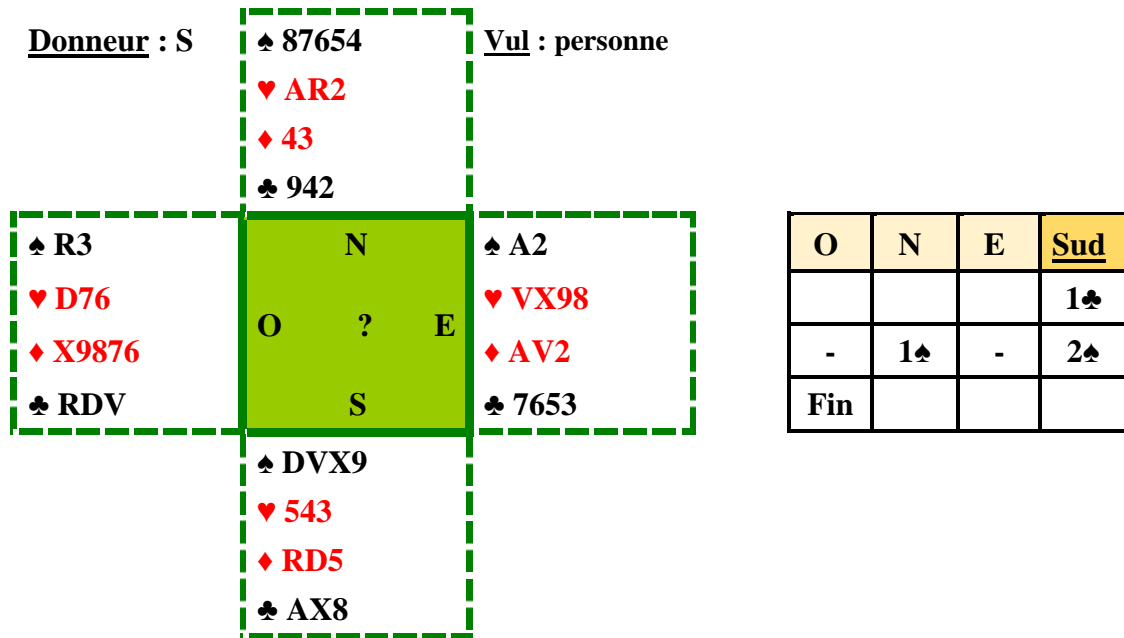 Donneur : S
♠ 87654
Vul : personne
♥ AR2
♦ 43
♣ 942
♠ R3
♥ D76
♦ X9876
♣ RDV
N
O ? E
S
♠ A2
♥ VX98
♦ AV2
♣ 7653
O N E Sud
1♣
- 1♠ - 2♠
Fin
♠ DVX9
♥ 543
♦ RD5
♣ AX8